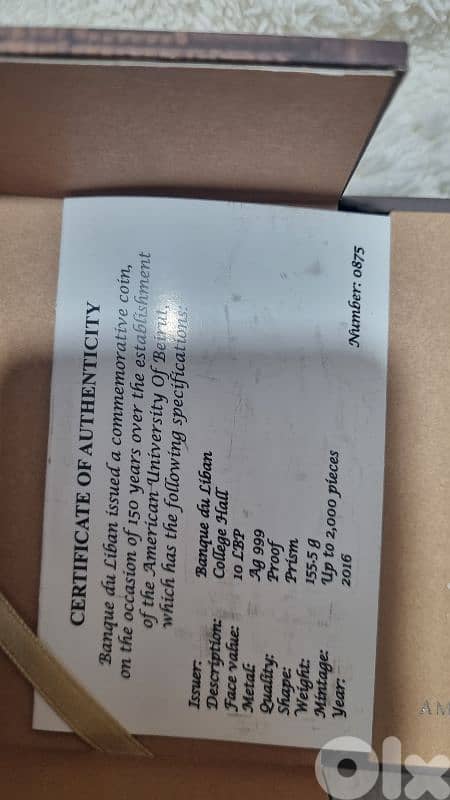 CERTIFICATE OF AUTHENTICITY
Banque du Liban issued a commemorative coin,
on the occasion of 150 years over the establishment
of the American University Of Beirut,
which has the following specifications:
Issuer: Banque du Liban
Description: College Hall
Face value: 10 LBP
Metal: Ag 999
Quality: Proof
Shape: Prism
Weight: 155.5 g
Mintage: Up to 2,000 pieces
Year: 2016
Number: 0875
AM
OLX